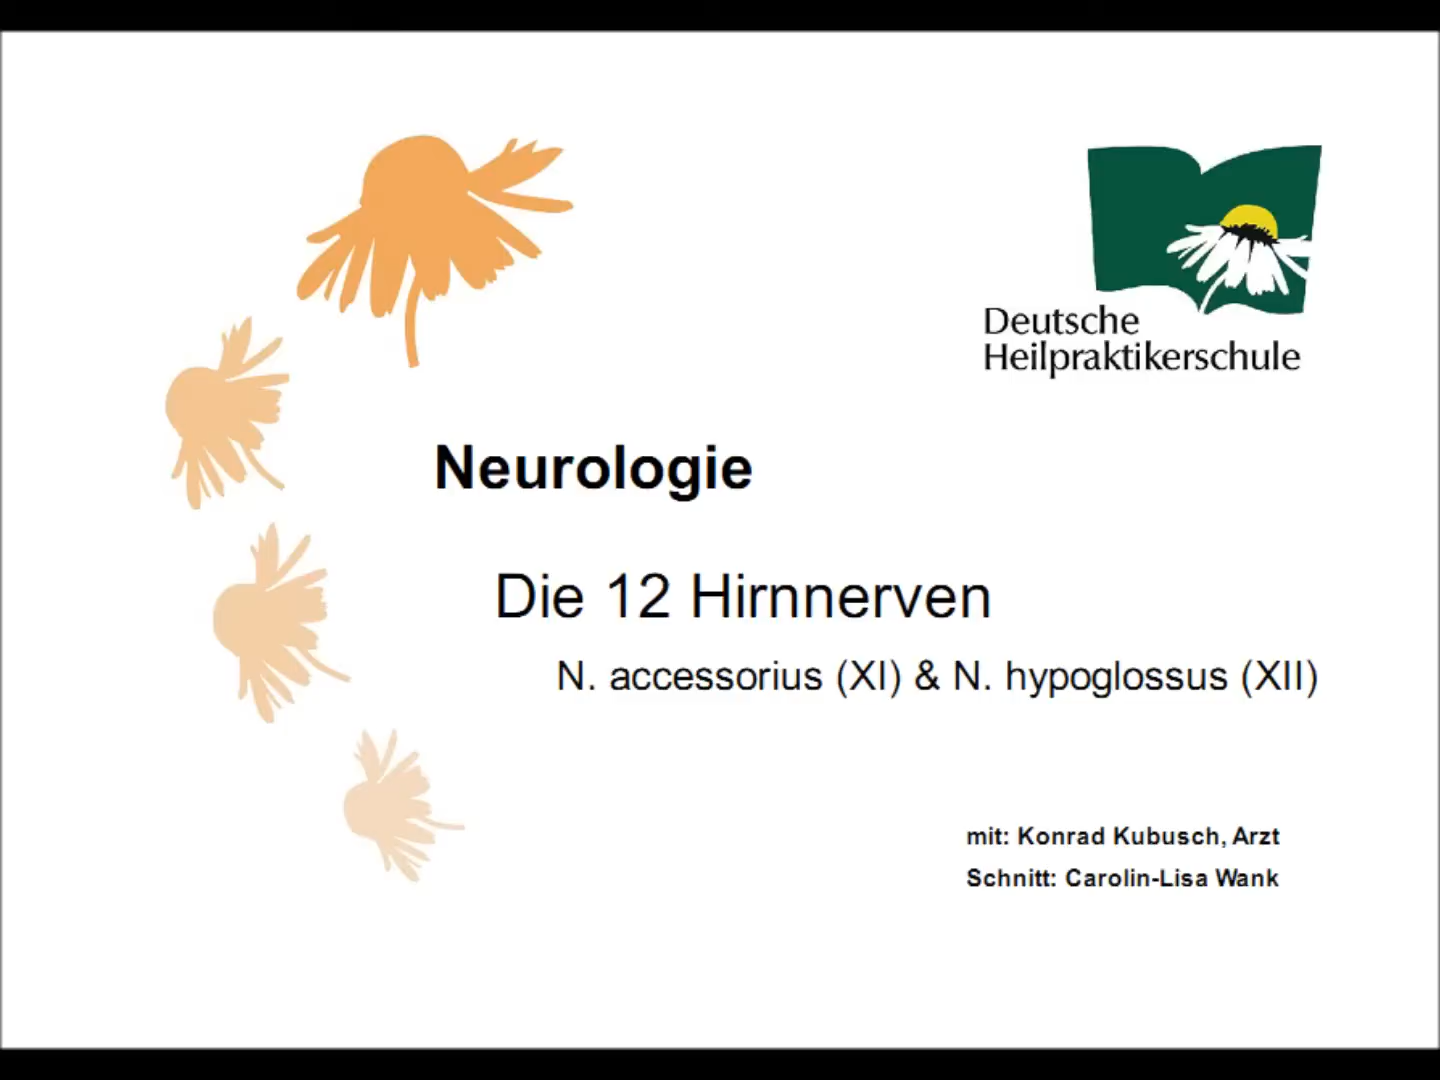 Deutsche
Heilpraktikerschule
Neurologie
Die 12 Hirnnerven
N. accessorius (XI) & N. hypoglossus (XII)
mit: Konrad Kubusch, Arzt
Schnitt: Carolin-Lisa Wank